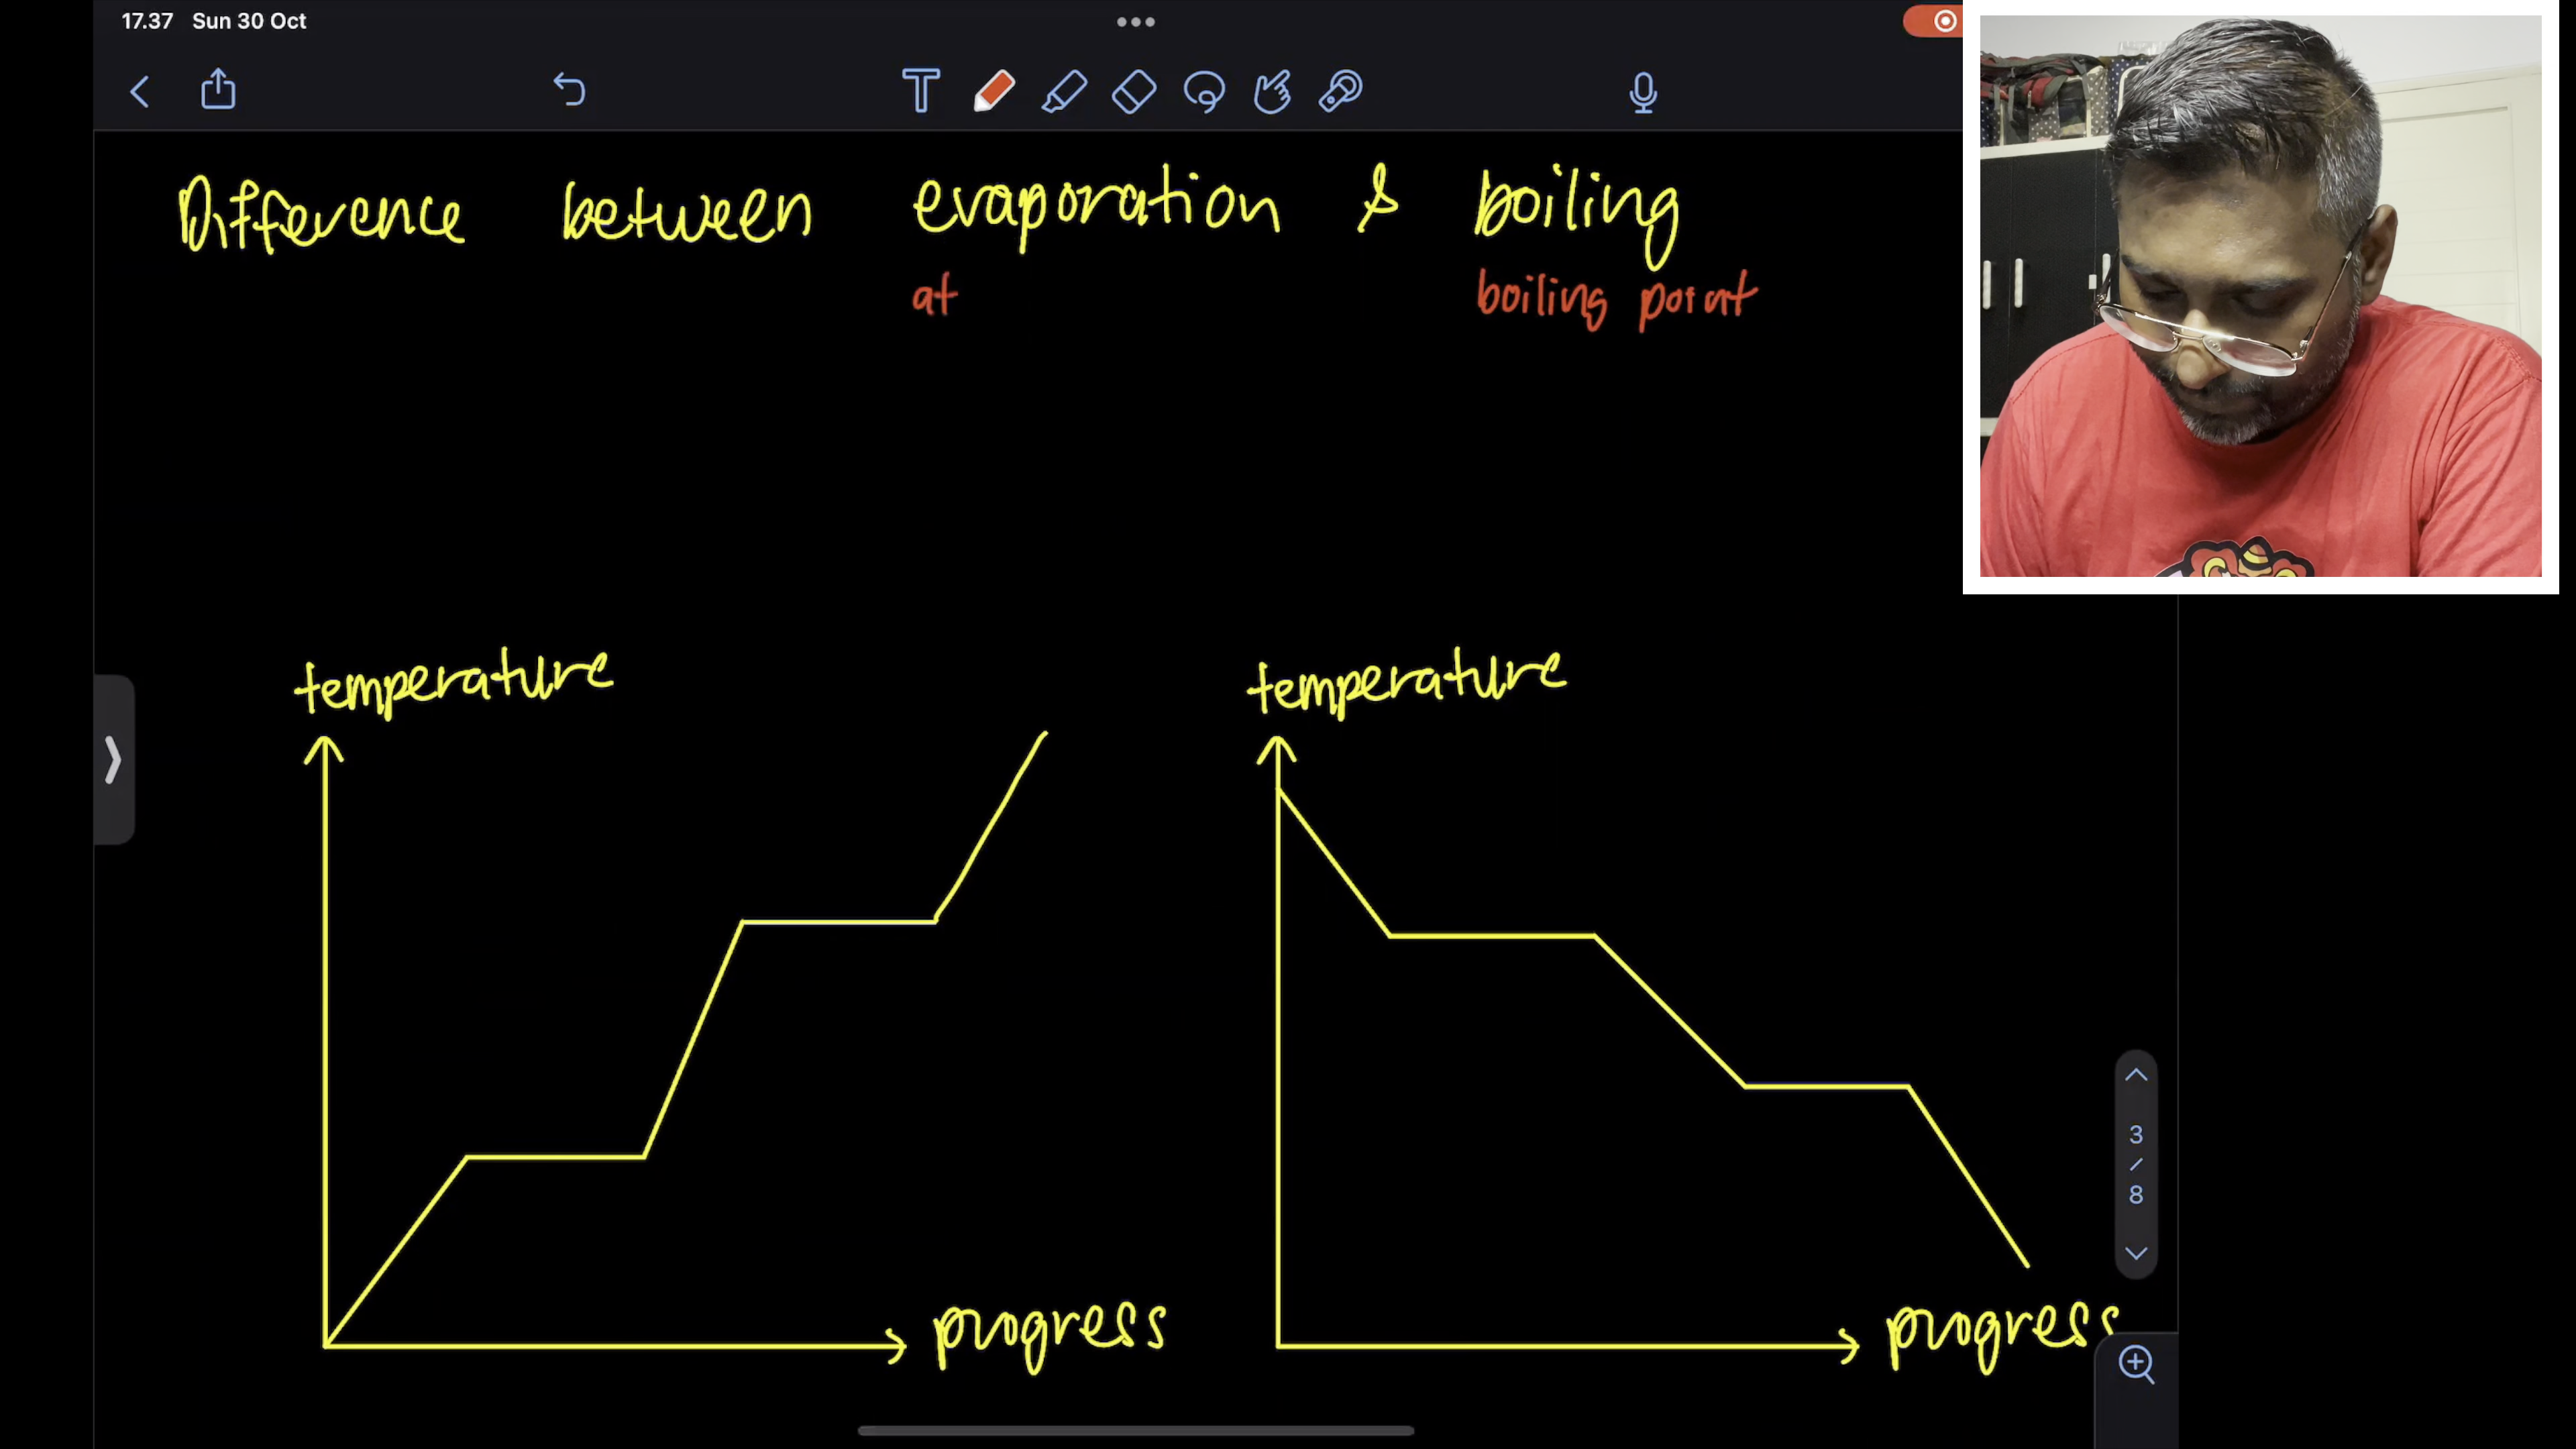 17.37 Sun 30 Oct
T
Difference between evaporation & boiling
at boiling point
temperature temperature
3
/
8
progress progress